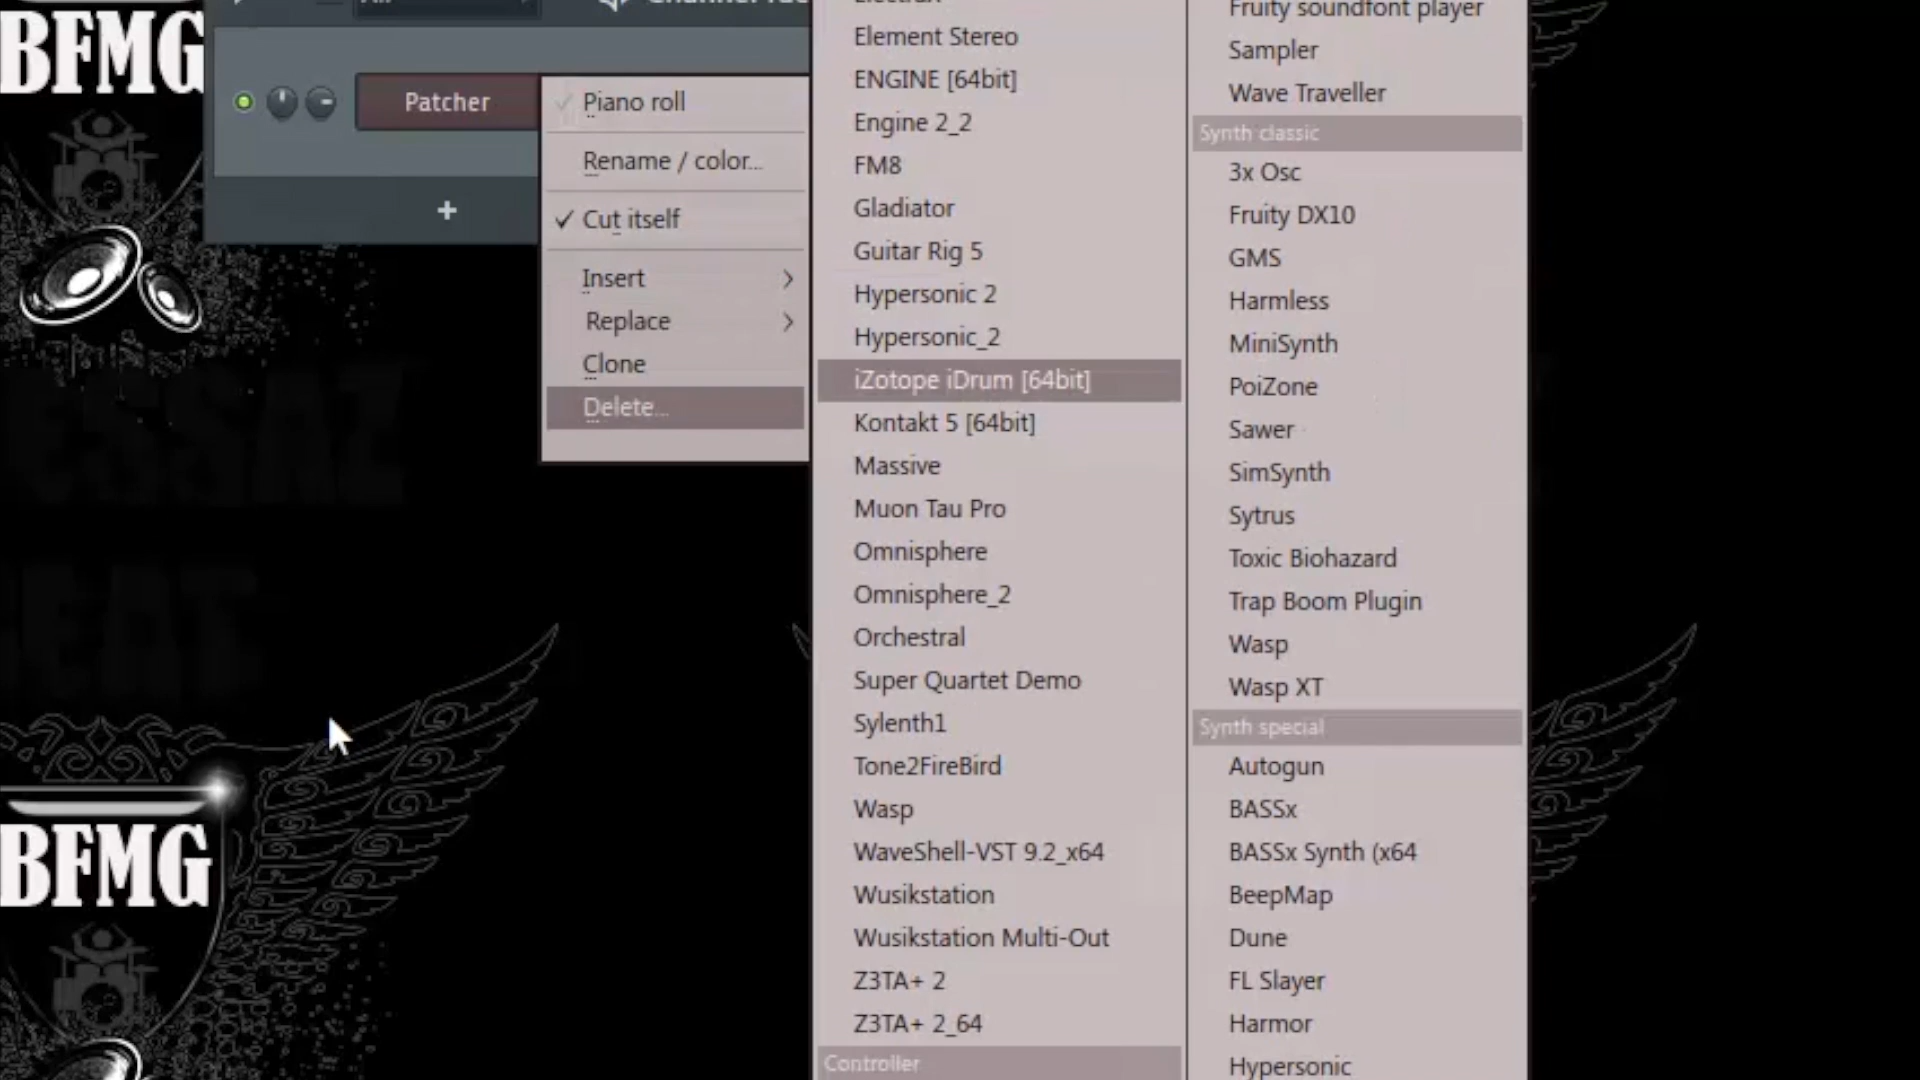 BFMG
Patcher
+
Piano roll
Rename / color...
Cut itself
Insert
Replace
Clone
Delete...
Element Stereo
ENGINE [64bit]
Engine 2_2
FM8
Gladiator
Guitar Rig 5
Hypersonic 2
Hypersonic_2
iZotope iDrum [64bit]
Kontakt 5 [64bit]
Massive
Muon Tau Pro
Omnisphere
Omnisphere_2
Orchestral
Super Quartet Demo
Sylenth1
Tone2FireBird
Wasp
WaveShell-VST 9.2_x64
Wusikstation
Wusikstation Multi-Out
Z3TA+ 2
Z3TA+ 2_64
Controller
Fruity soundfont player
Sampler
Wave Traveller
Synth classic
3x Osc
Fruity DX10
GMS
Harmless
MiniSynth
PoiZone
Sawer
SimSynth
Sytrus
Toxic Biohazard
Trap Boom Plugin
Wasp
Wasp XT
Synth special
Autogun
BASSx
BASSx Synth (x64
BeepMap
Dune
FL Slayer
Harmor
Hypersonic
BFMG